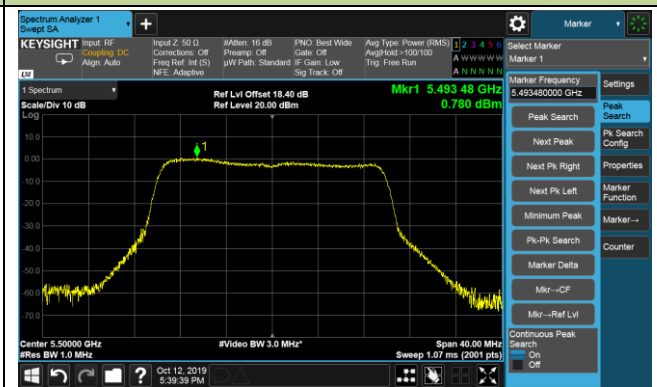 Spectrum Analyzer 1
Swept SA
+
Marker
KEYSIGHT
Input: RF
Coupling: DC
Align: Auto
Input Z: 50 Ω
Corrections: Off
Freq Ref: Int (S)
NFE: Adaptive
#Atten: 16 dB
Preamp: Off
µW Path: Standard
PNO: Best Wide
Gate: Off
IF Gain: Low
Sig Track: Off
Avg Type: Power (RMS)
Avg|Hold:>100/100
Trig: Free Run
1 2 3 4 5 6
A W W W W W
A N N N N N
LXI
Select Marker
Marker 1
1 Spectrum
Scale/Div 10 dB
Log
Ref Lvl Offset 18.40 dB
Ref Level 20.00 dBm
Mkr1 5.493 48 GHz
0.780 dBm
1
10.0
0.00
-10.0
-20.0
-30.0
-40.0
-50.0
-60.0
-70.0
Center 5.50000 GHz
#Res BW 1.0 MHz
#Video BW 3.0 MHz*
Span 40.00 MHz
Sweep 1.07 ms (2001 pts)
Marker Frequency
5.493480000 GHz
Peak Search
Next Peak
Next Pk Right
Next Pk Left
Minimum Peak
Pk-Pk Search
Marker Delta
Mkr→CF
Mkr→Ref Lvl
Continuous Peak
Search
On
Off
Settings
Peak
Search
Pk Search
Config
Properties
Marker
Function
Marker→
Counter
?
Oct 12, 2019
5:39:39 PM